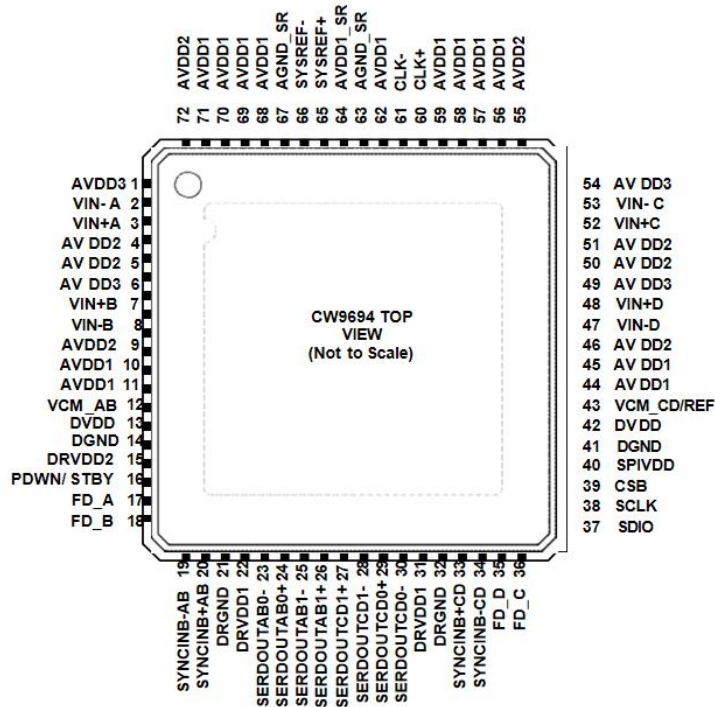 72 AVDD2
71 AVDD1
70 AVDD1
69 AVDD1
68 AVDD1
67 AGND_SR
66 SYSREF-
65 SYSREF+
64 AVDD1_SR
63 AGND_SR
62 AVDD1
61 CLK-
60 CLK+
59 AVDD1
58 AVDD1
57 AVDD1
56 AVDD1
55 AVDD2
AVDD3 1
VIN- A 2
VIN+A 3
AV DD2 4
AV DD2 5
AV DD3 6
VIN+B 7
VIN-B 8
AVDD2 9
AVDD1 10
AVDD1 11
VCM_AB 12
DVDD 13
DGND 14
DRVDD2 15
PDWN/ STBY 16
FD_A 17
FD_B 18
CW9694 TOP
VIEW
(Not to Scale)
54 AV DD3
53 VIN- C
52 VIN+C
51 AV DD2
50 AV DD2
49 AV DD3
48 VIN+D
47 VIN-D
46 AV DD2
45 AV DD1
44 AV DD1
43 VCM_CD/REF
42 DVDD
41 DGND
40 SPIVDD
39 CSB
38 SCLK
37 SDIO
SYNCINB-AB 19
SYNCINB+AB 20
DRGND 21
DRVDD1 22
SERDOUTAB0- 23
SERDOUTAB0+ 24
SERDOUTAB1- 25
SERDOUTAB1+ 26
SERDOUTCD1+ 27
SERDOUTCD1- 28
SERDOUTCD0+ 29
SERDOUTCD0- 30
DRVDD1 31
DRGND 32
SYNCINB+CD 33
SYNCINB-CD 34
FD_D 35
FD_C 36